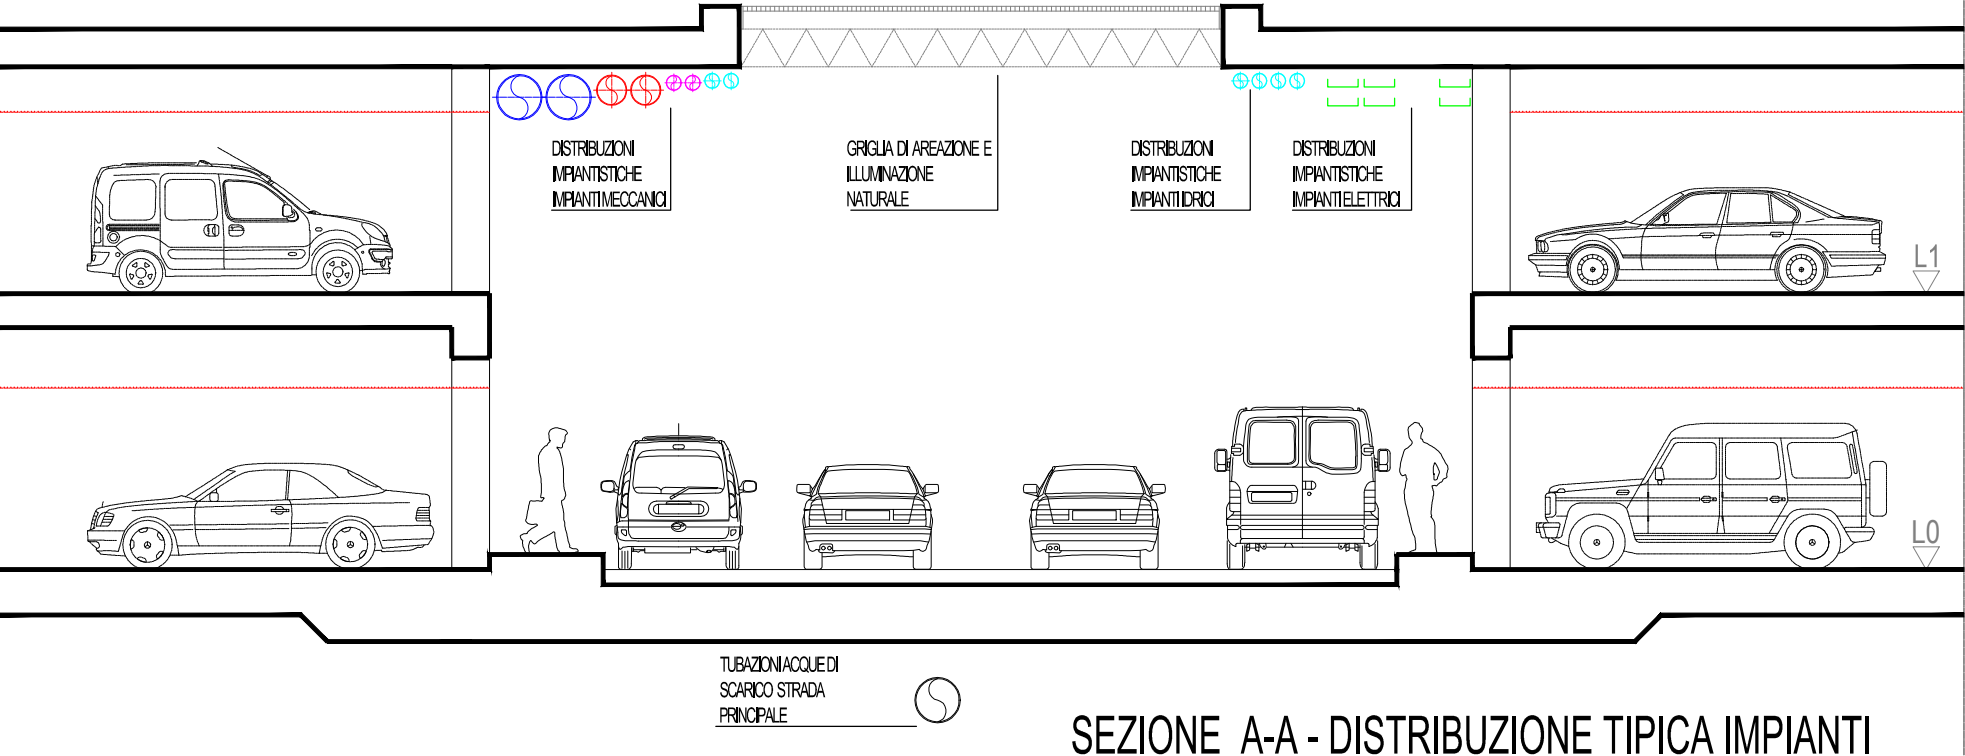 DISTRIBUZIONI
IMPIANTISTICHE
IMPIANTI MECCANICI
GRIGLIA DI AREAZIONE E
ILLUMINAZIONE
NATURALE
DISTRIBUZIONI
IMPIANTISTICHE
IMPIANTI IDRICI
DISTRIBUZIONI
IMPIANTISTICHE
IMPIANTI ELETTRICI
L1
L0
TUBAZIONI ACQUE DI
SCARICO STRADA
PRINCIPALE
SEZIONE A-A - DISTRIBUZIONE TIPICA IMPIANTI